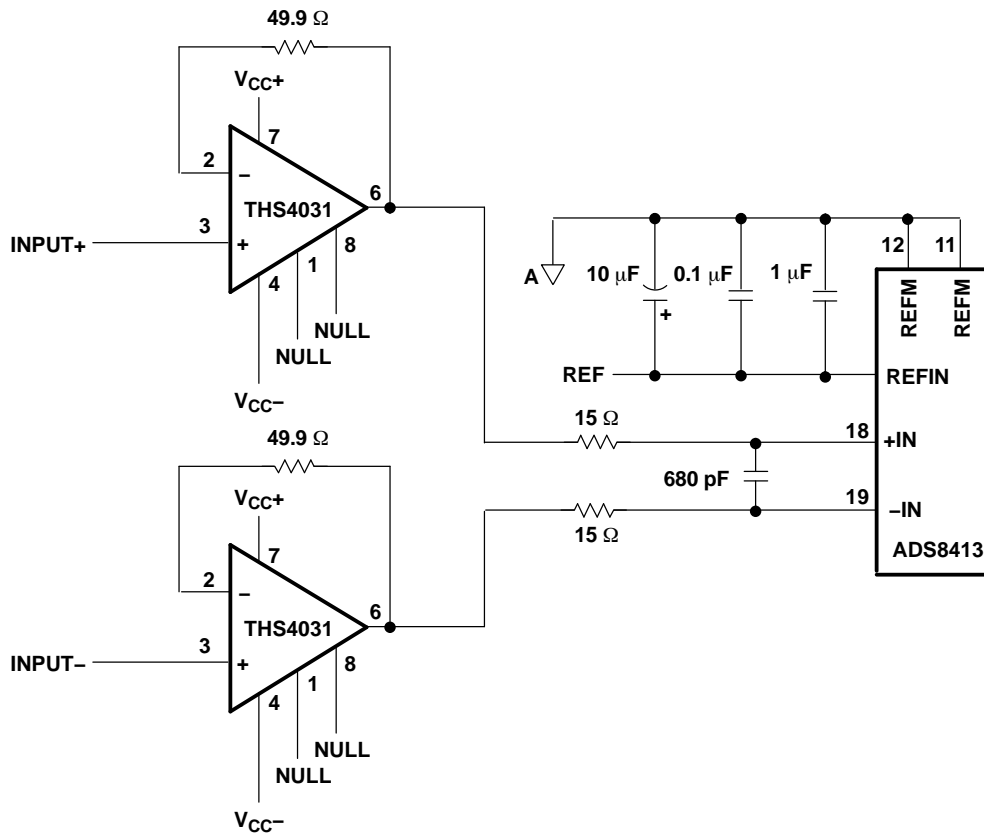 49.9 Ω
VCC+
7
2
−
THS4031
6
3
+
INPUT+
8
1
4
NULL
NULL
VCC−
12
11
A
10 μF
0.1 μF
1 μF
+
REFM
REFM
REF
REFIN
15 Ω
18
+IN
680 pF
19
−IN
15 Ω
ADS8413
49.9 Ω
VCC+
7
2
−
THS4031
6
3
+
INPUT−
8
1
4
NULL
NULL
VCC−